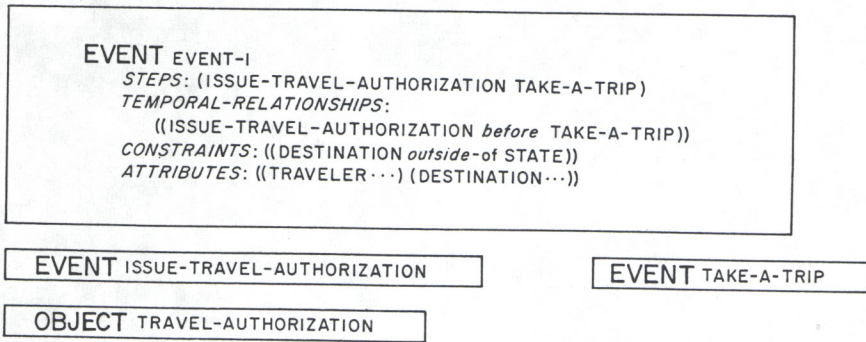 EVENT EVENT-I
STEPS: (ISSUE-TRAVEL-AUTHORIZATION TAKE-A-TRIP)
TEMPORAL-RELATIONSHIPS:
((ISSUE-TRAVEL-AUTHORIZATION before TAKE-A-TRIP))
CONSTRAINTS: ((DESTINATION outside-of STATE))
ATTRIBUTES: ((TRAVELER···) (DESTINATION···))
EVENT ISSUE-TRAVEL-AUTHORIZATION
EVENT TAKE-A-TRIP
OBJECT TRAVEL-AUTHORIZATION